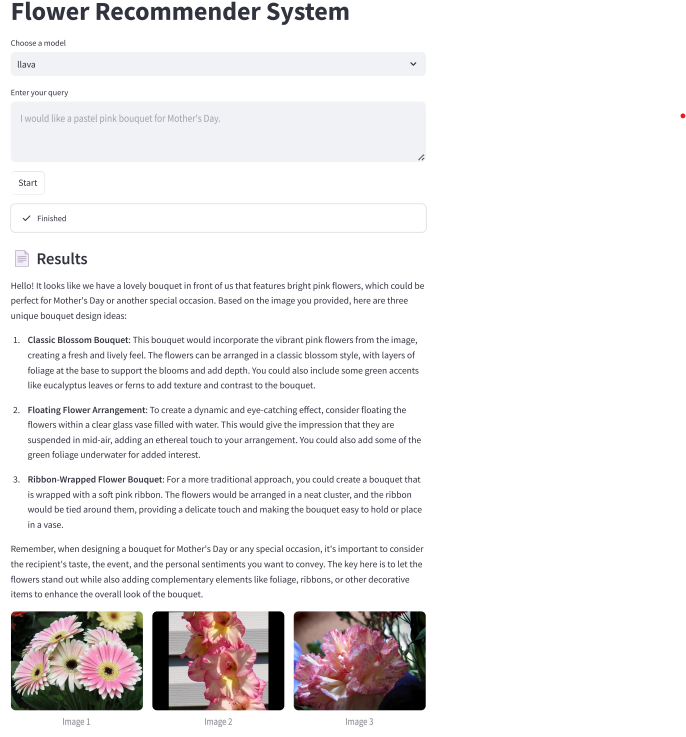 Flower Recommender System
Choose a model
llava
Enter your query
I would like a pastel pink bouquet for Mother's Day.
Start
Finished
Results
Hello! It looks like we have a lovely bouquet in front of us that features bright pink flowers, which could be
perfect for Mother's Day or another special occasion. Based on the image you provided, here are three
unique bouquet design ideas:
1. Classic Blossom Bouquet: This bouquet would incorporate the vibrant pink flowers from the image,
creating a fresh and lively feel. The flowers can be arranged in a classic blossom style, with layers of
foliage at the base to support the blooms and add depth. You could also include some green accents
like eucalyptus leaves or ferns to add texture and contrast to the bouquet.
2. Floating Flower Arrangement: To create a dynamic and eye-catching effect, consider floating the
flowers within a clear glass vase filled with water. This would give the impression that they are
suspended in mid-air, adding an ethereal touch to your arrangement. You could also add some of the
green foliage underwater for added interest.
3. Ribbon-Wrapped Flower Bouquet: For a more traditional approach, you could create a bouquet that
is wrapped with a soft pink ribbon. The flowers would be arranged in a neat cluster, and the ribbon
would be tied around them, providing a delicate touch and making the bouquet easy to hold or place
in a vase.
Remember, when designing a bouquet for Mother's Day or any special occasion, it's important to consider
the recipient's taste, the event, and the personal sentiments you want to convey. The key here is to let the
flowers stand out while also adding complementary elements like foliage, ribbons, or other decorative
items to enhance the overall look of the bouquet.
Image 1
Image 2
Image 3